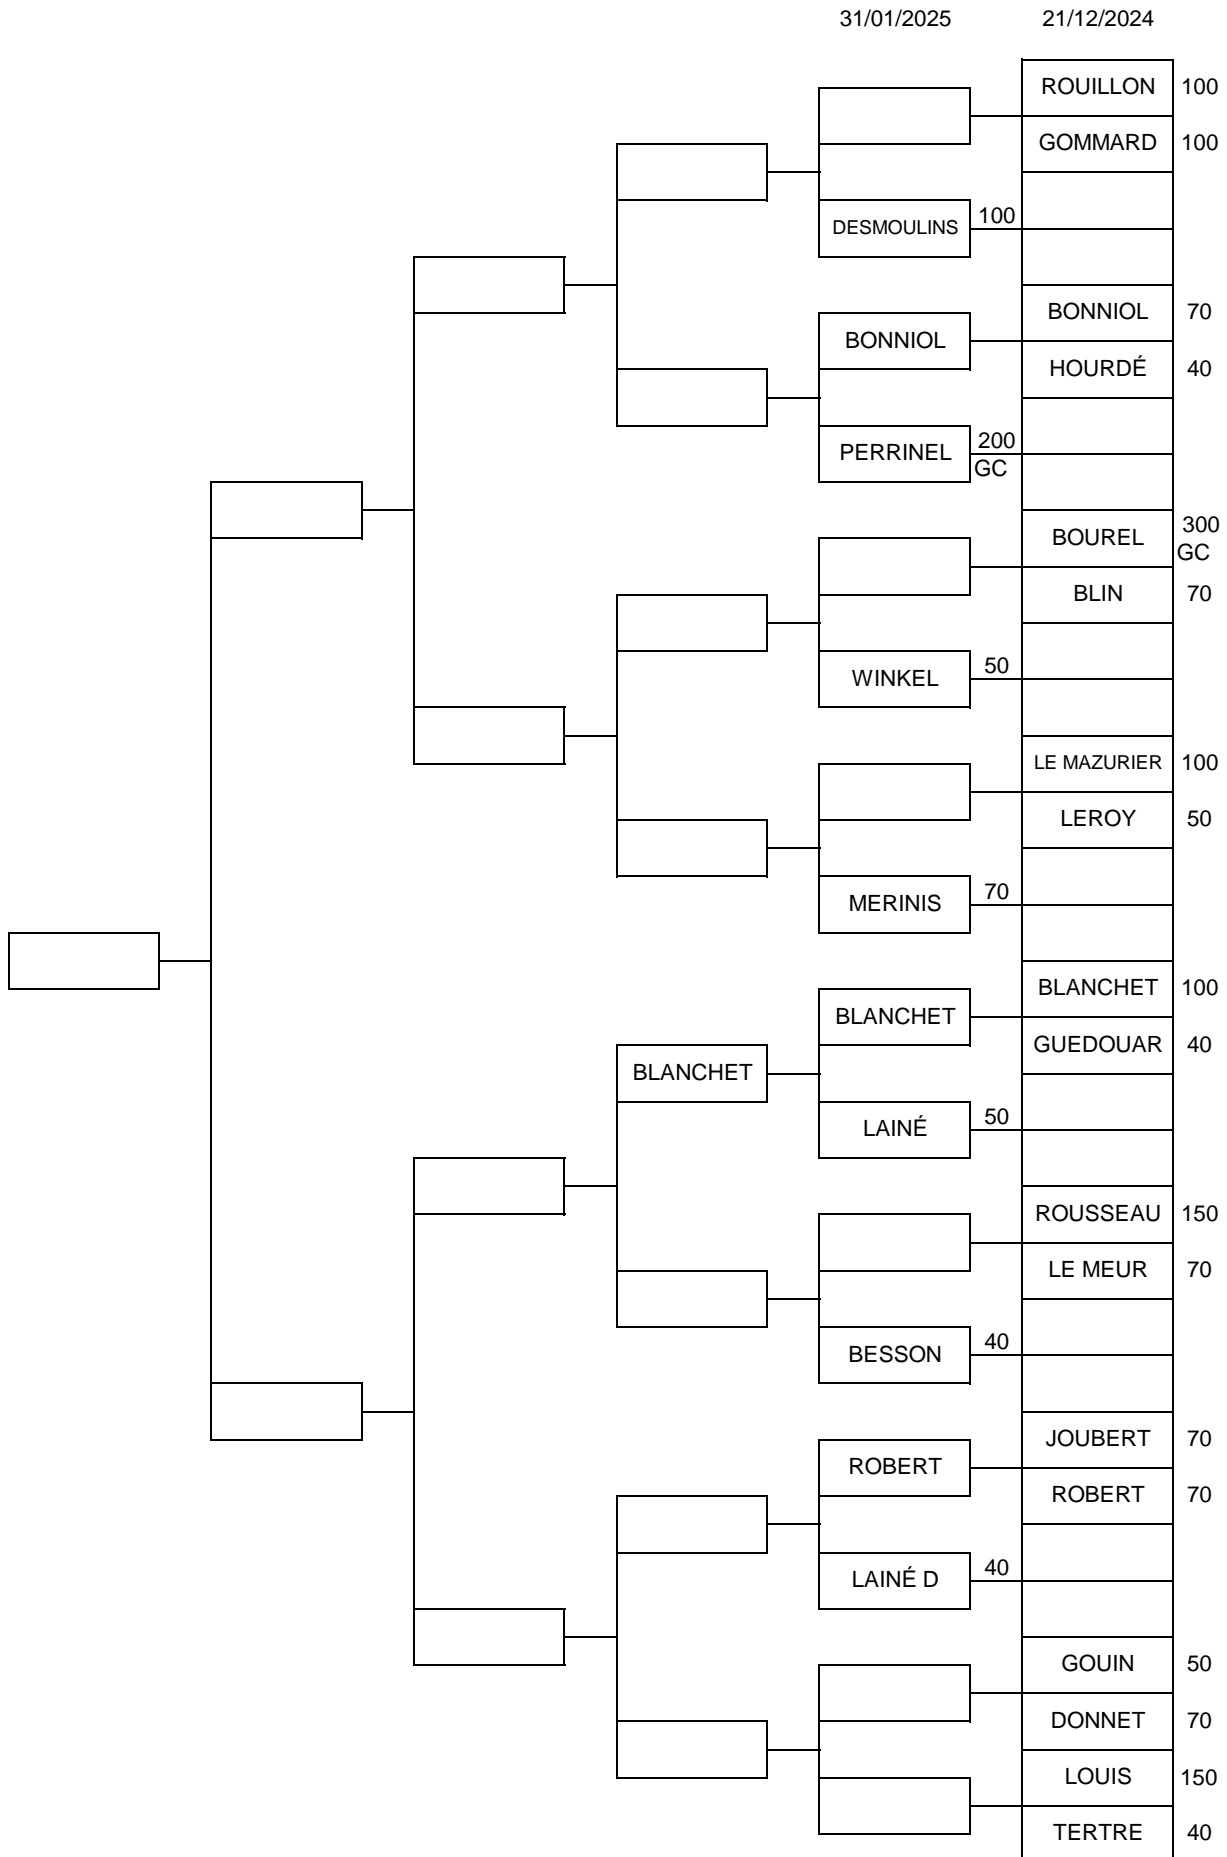 31/01/2025 21/12/2024
ROUILLON 100
GOMMARD 100
DESMOULINS 100
BONNIOL 70
BONNIOL
HOURDÉ 40
PERRINEL 200
GC
BOUREL 300
GC
BLIN 70
WINKEL 50
LE MAZURIER 100
LEROY 50
MERINIS 70
BLANCHET 100
BLANCHET
GUEDOUAR 40
BLANCHET
LAINÉ 50
ROUSSEAU 150
LE MEUR 70
BESSON 40
JOUBERT 70
ROBERT
ROBERT 70
LAINÉ D 40
GOUIN 50
DONNET 70
LOUIS 150
TERTRE 40